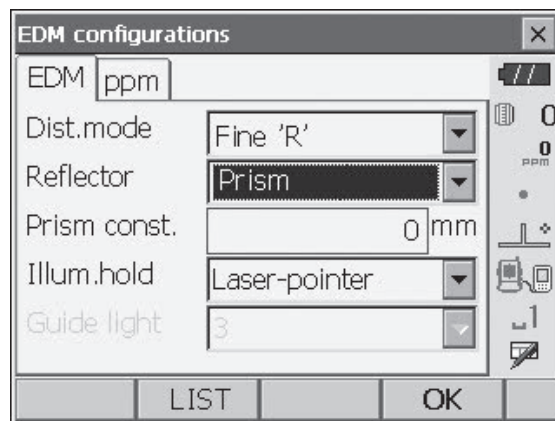 EDM configurations
EDM ppm
Dist.mode Fine 'R'
Reflector Prism
Prism const. 0 mm
Illum.hold Laser-pointer
Guide light 3
LIST OK
0
0
PPM
1